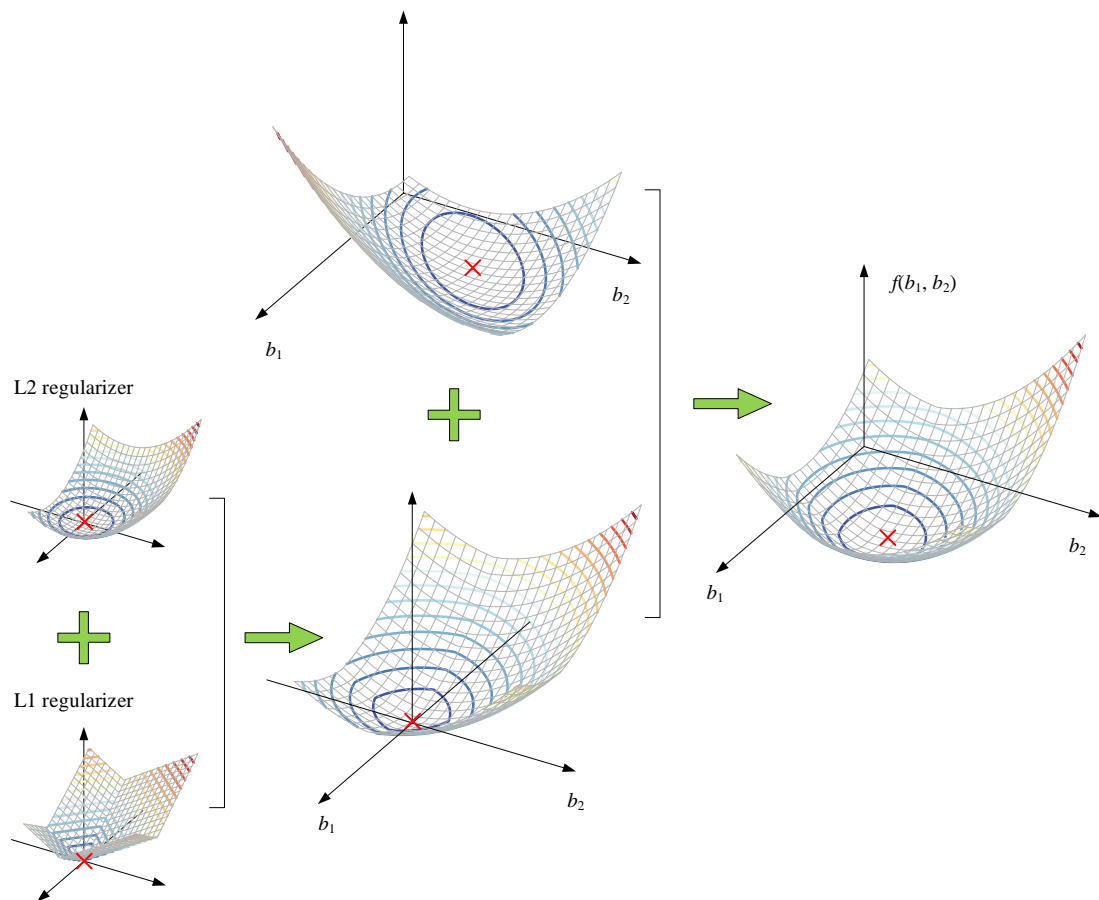 b₂
b₁
f(b₁, b₂)
L2 regularizer
b₂
b₁
L1 regularizer
b₂
b₁